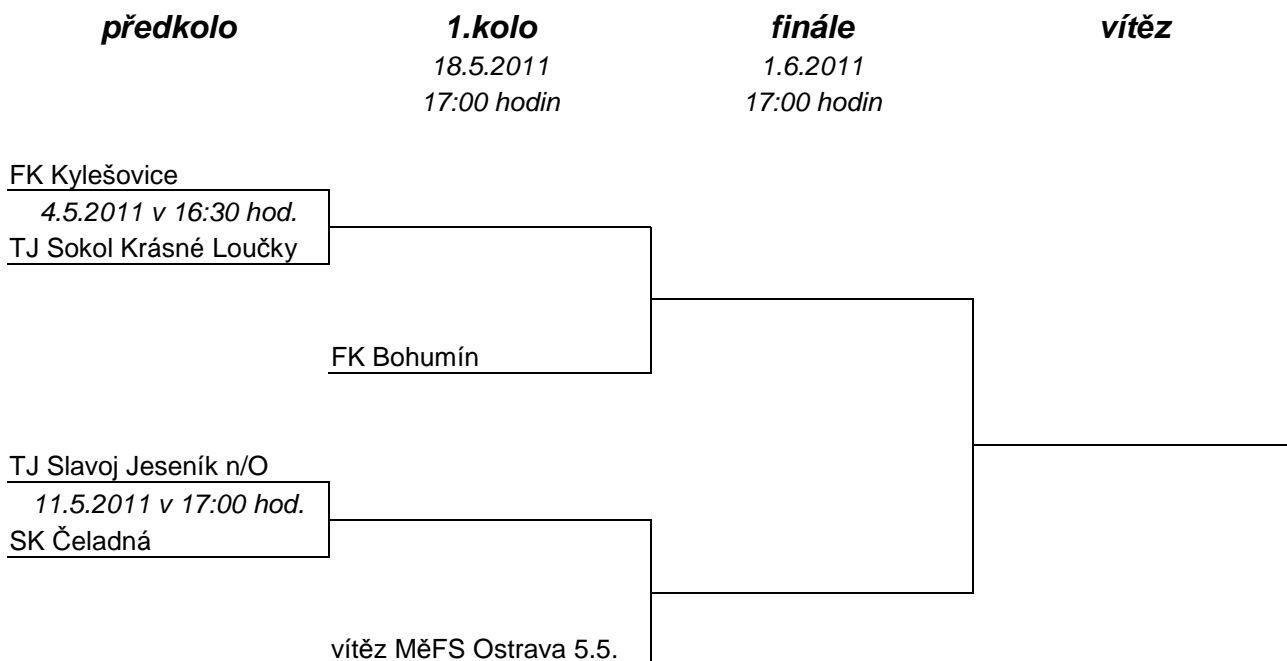 předkolo 1.kolo finále vítěz
18.5.2011 1.6.2011
17:00 hodin 17:00 hodin
FK Kylešovice
4.5.2011 v 16:30 hod.
TJ Sokol Krásné Loučky
FK Bohumín
TJ Slavoj Jeseník n/O
11.5.2011 v 17:00 hod.
SK Čeladná
vítěz MěFS Ostrava 5.5.